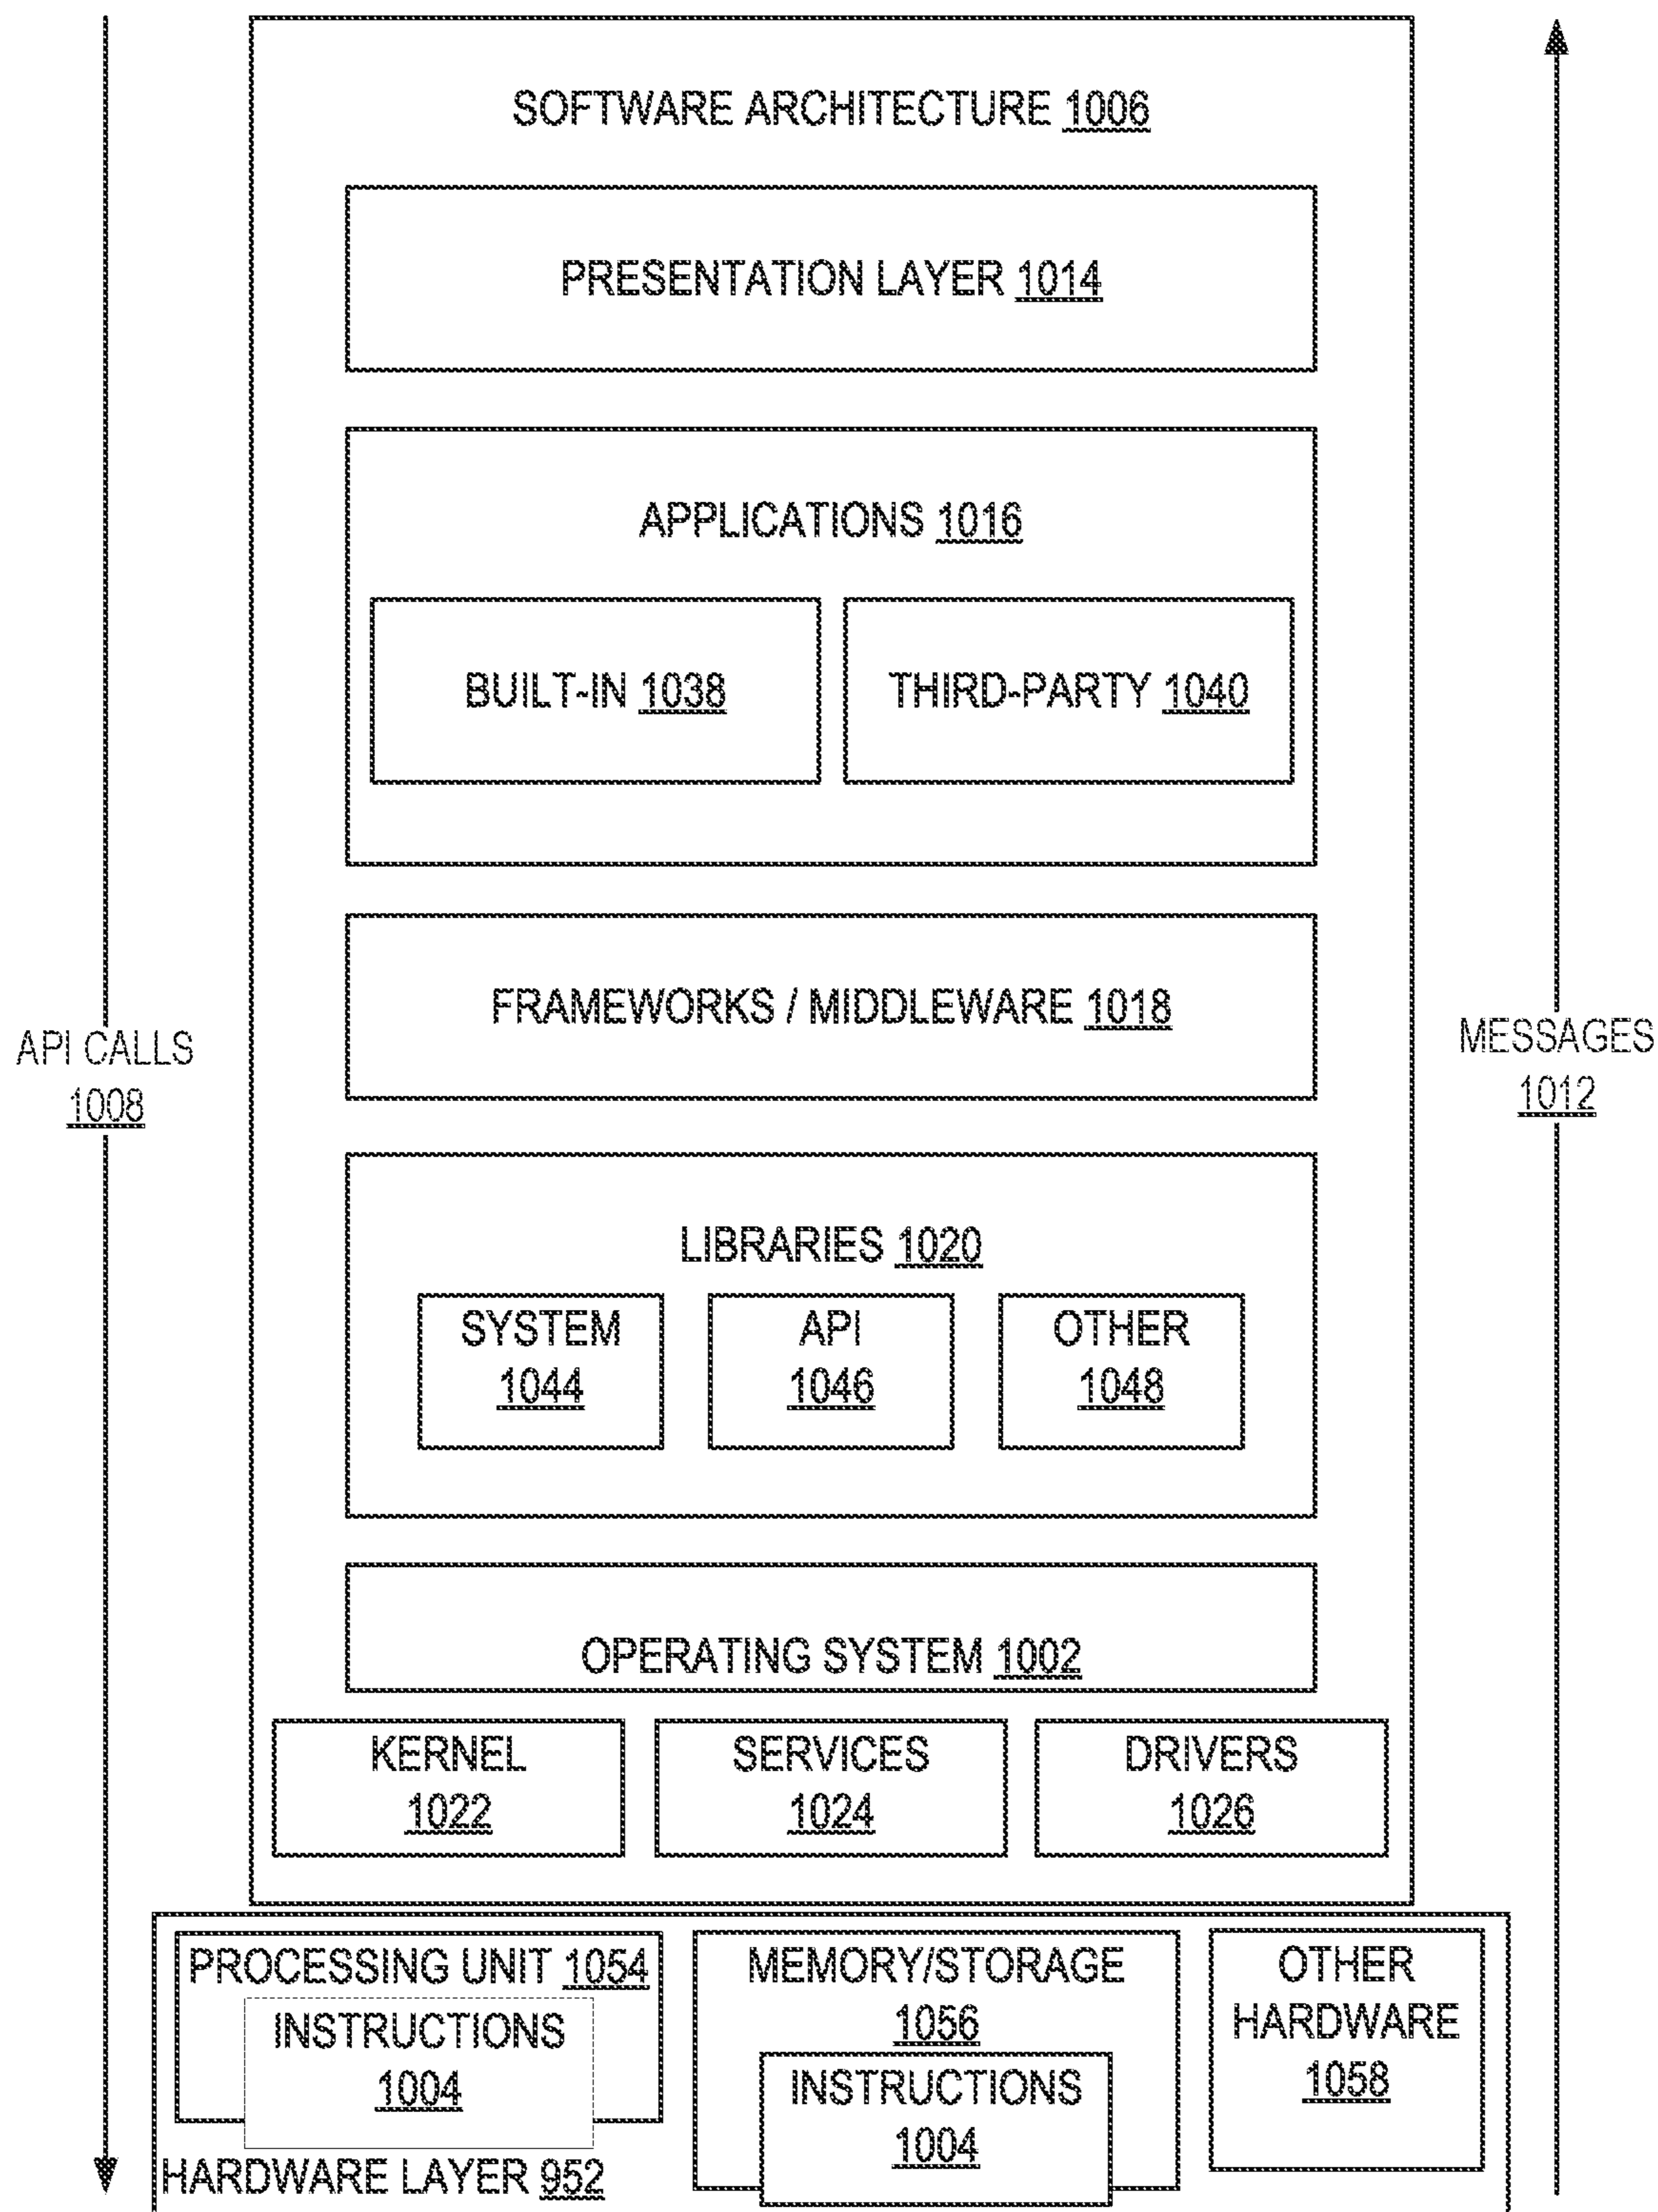 SOFTWARE ARCHITECTURE 1006
PRESENTATION LAYER 1014
APPLICATIONS 1016
BUILT-IN 1038
THIRD-PARTY 1040
FRAMEWORKS / MIDDLEWARE 1018
API CALLS
1008
MESSAGES
1012
LIBRARIES 1020
SYSTEM
1044
API
1046
OTHER
1048
OPERATING SYSTEM 1002
KERNEL
1022
SERVICES
1024
DRIVERS
1026
PROCESSING UNIT 1054
INSTRUCTIONS
1004
MEMORY/STORAGE
1056
INSTRUCTIONS
1004
OTHER
HARDWARE
1058
HARDWARE LAYER 952